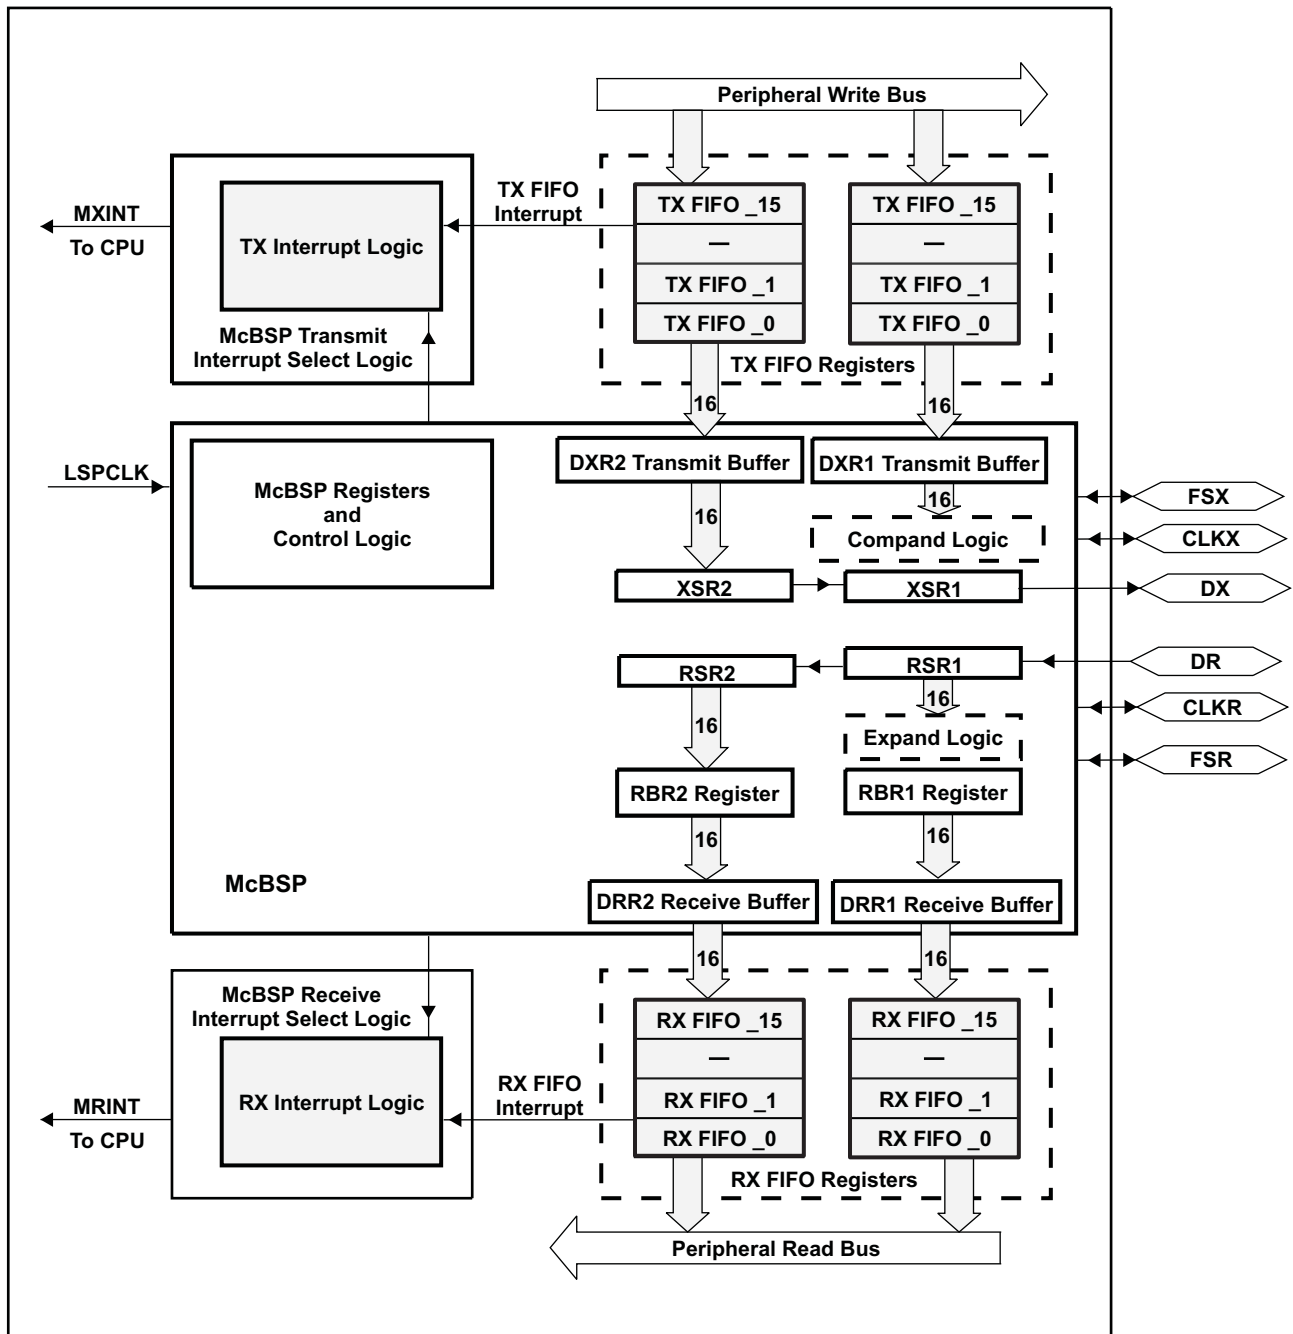 Peripheral Write Bus
TX FIFO
Interrupt
MXINT
To CPU
TX Interrupt Logic
McBSP Transmit
Interrupt Select Logic
TX FIFO _15
—
TX FIFO _1
TX FIFO _0
TX FIFO _15
—
TX FIFO _1
TX FIFO _0
TX FIFO Registers
16
16
LSPCLK
McBSP Registers
and
Control Logic
DXR2 Transmit Buffer
DXR1 Transmit Buffer
16
16
Compand Logic
XSR2
XSR1
FSX
CLKX
DX
DR
CLKR
FSR
RSR2
RSR1
16
16
Expand Logic
RBR2 Register
RBR1 Register
16
16
McBSP
DRR2 Receive Buffer
DRR1 Receive Buffer
16
16
McBSP Receive
Interrupt Select Logic
RX Interrupt Logic
MRINT
To CPU
RX FIFO
Interrupt
RX FIFO _15
—
RX FIFO _1
RX FIFO _0
RX FIFO _15
—
RX FIFO _1
RX FIFO _0
RX FIFO Registers
Peripheral Read Bus